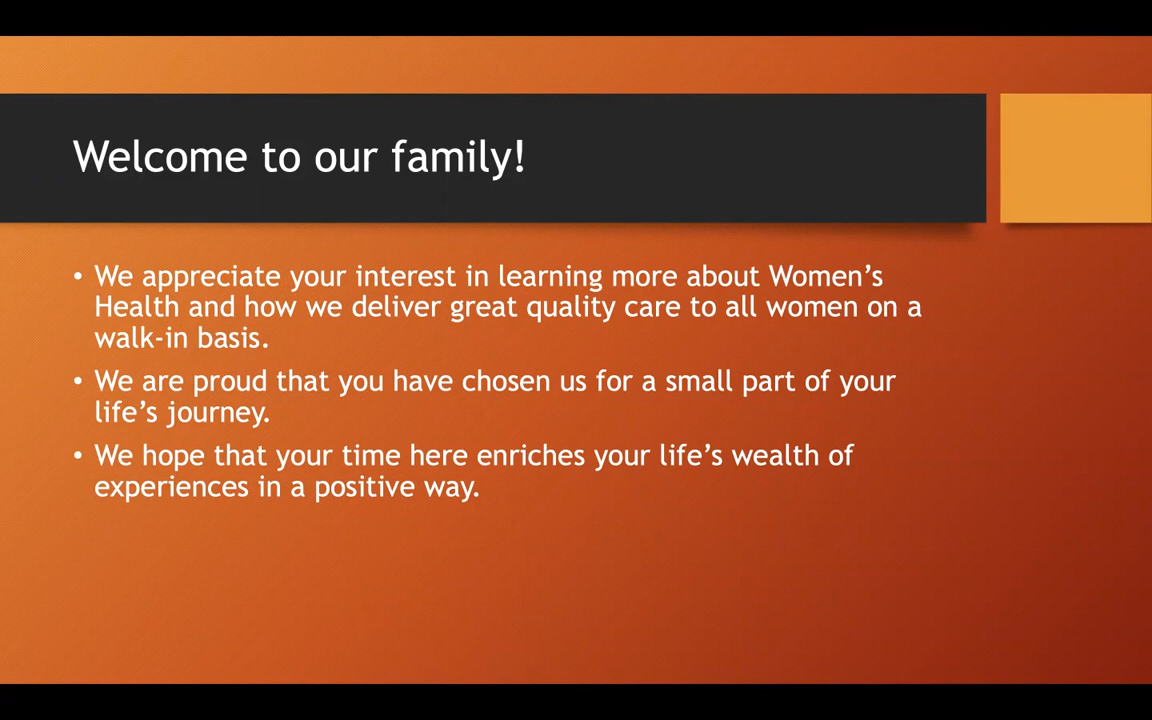 Welcome to our family!
• We appreciate your interest in learning more about Women’s
Health and how we deliver great quality care to all women on a
walk-in basis.
• We are proud that you have chosen us for a small part of your
life’s journey.
• We hope that your time here enriches your life’s wealth of
experiences in a positive way.